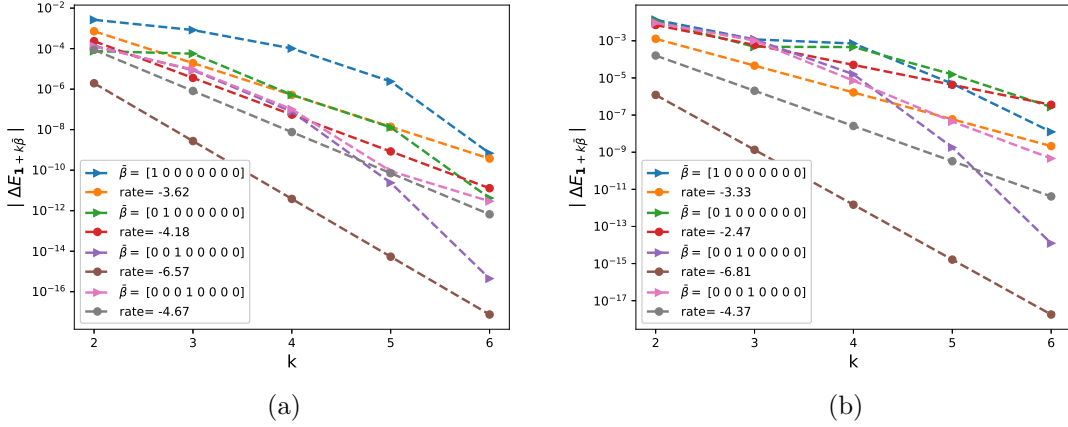 10⁻²
10⁻⁴
10⁻⁶
10⁻⁸
10⁻¹⁰
10⁻¹²
10⁻¹⁴
10⁻¹⁶
| ΔE₁ ₊ ₖβ̄ |
β̄ = [1 0 0 0 0 0 0 0]
rate= -3.62
β̄ = [0 1 0 0 0 0 0 0]
rate= -4.18
β̄ = [0 0 1 0 0 0 0 0]
rate= -6.57
β̄ = [0 0 0 1 0 0 0 0]
rate= -4.67
2 3 4 5 6
k
(a)
10⁻³
10⁻⁵
10⁻⁷
10⁻⁹
10⁻¹¹
10⁻¹³
10⁻¹⁵
10⁻¹⁷
| ΔE₁ ₊ ₖβ̄ |
β̄ = [1 0 0 0 0 0 0 0]
rate= -3.33
β̄ = [0 1 0 0 0 0 0 0]
rate= -2.47
β̄ = [0 0 1 0 0 0 0 0]
rate= -6.81
β̄ = [0 0 0 1 0 0 0 0]
rate= -4.37
2 3 4 5 6
k
(b)